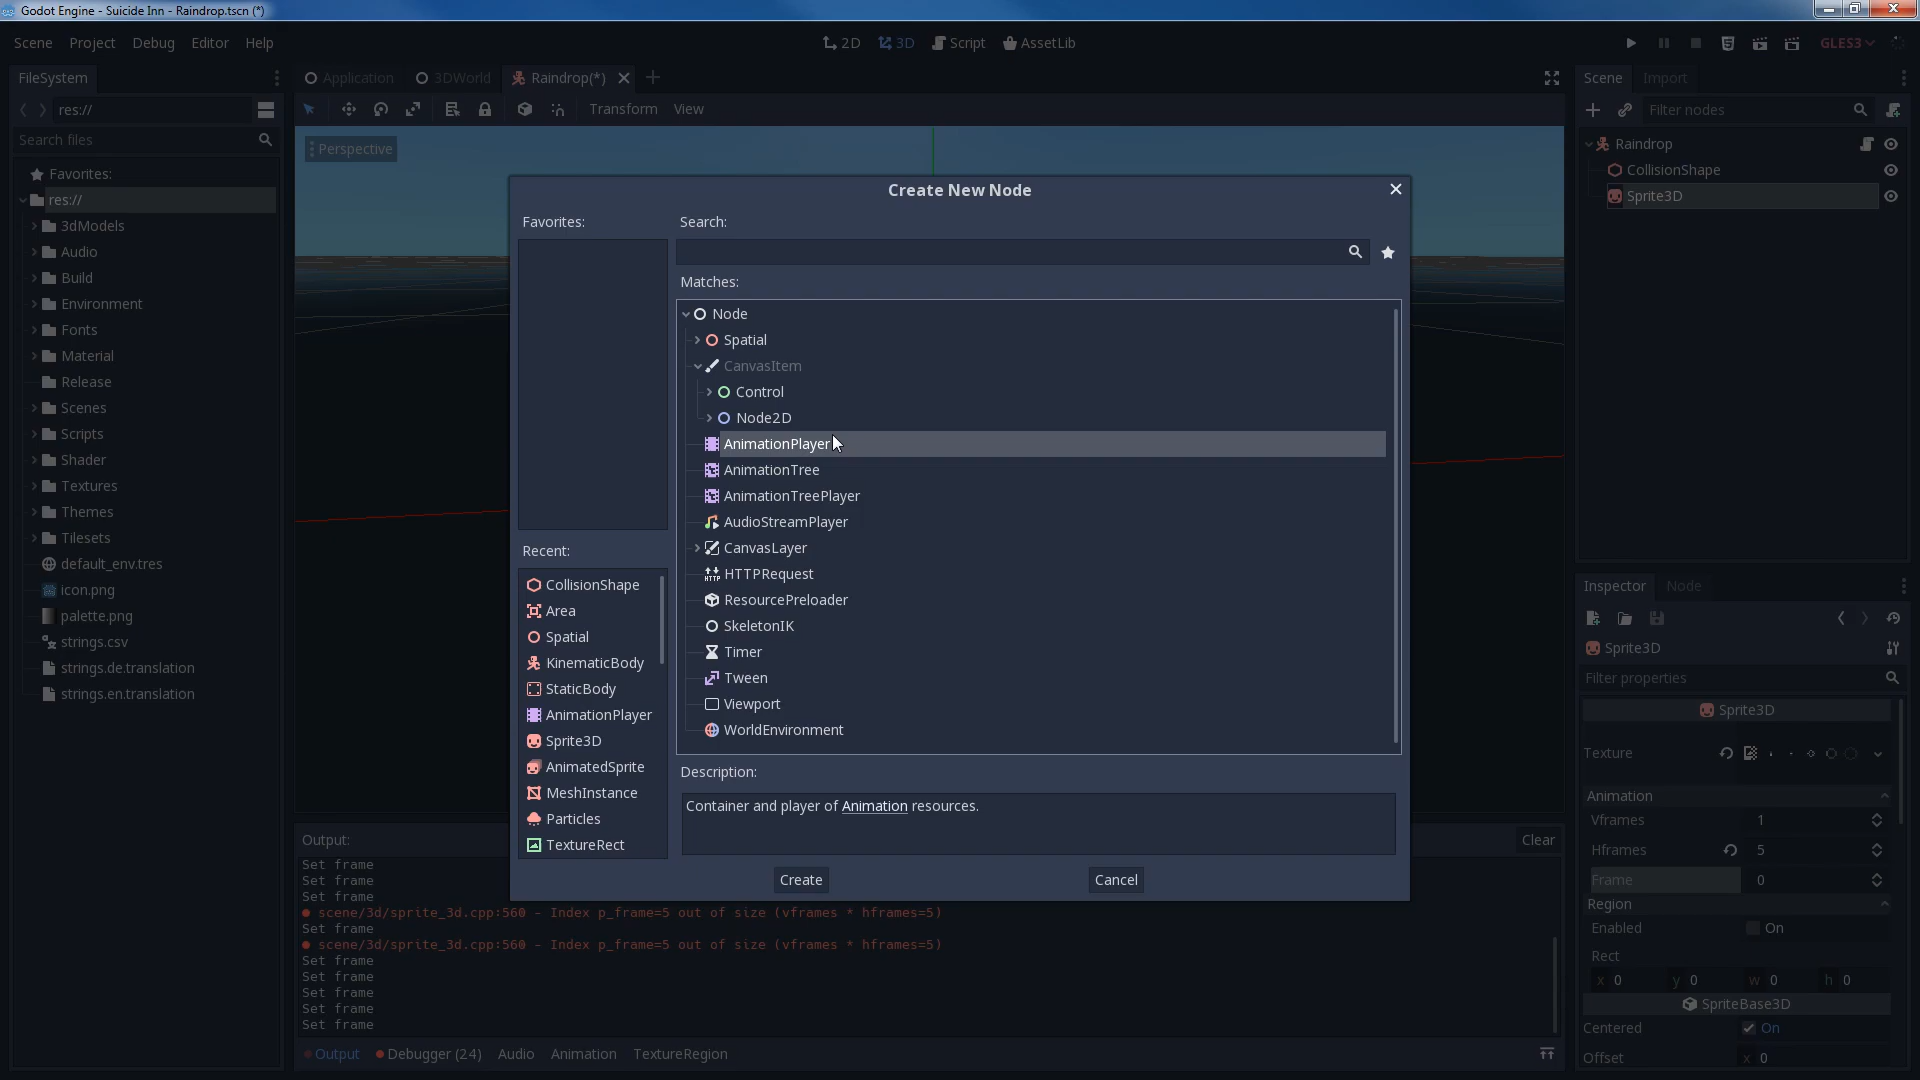 Godot Engine - Suicide Inn - Raindrop.tscn (*)
Scene Project Debug Editor Help
2D 3D Script AssetLib
GLES3
FileSystem
Application 3DWorld Raindrop(*)
Scene Import
res://
Transform View
Filter nodes
Search files
Perspective
Favorites:
res://
3dModels
Audio
Build
Environment
Fonts
Material
Release
Scenes
Scripts
Shader
Textures
Themes
Tilesets
default_env.tres
icon.png
palette.png
strings.csv
strings.de.translation
strings.en.translation
Raindrop
CollisionShape
Sprite3D
Create New Node
Favorites:
Search:
Matches:
Node
Spatial
CanvasItem
Control
Node2D
AnimationPlayer
AnimationTree
AnimationTreePlayer
AudioStreamPlayer
CanvasLayer
HTTPRequest
ResourcePreloader
SkeletonIK
Timer
Tween
Viewport
WorldEnvironment
Recent:
CollisionShape
Area
Spatial
KinematicBody
StaticBody
AnimationPlayer
Sprite3D
AnimatedSprite
MeshInstance
Particles
TextureRect
Description:
Container and player of Animation resources.
Create
Cancel
Inspector Node
Sprite3D
Filter properties
Sprite3D
Texture
Animation
Vframes 1
Hframes 5
Frame 0
Region
Enabled On
Rect
x 0 y 0 w 0 h 0
SpriteBase3D
Centered On
Offset x 0
Output:
Clear
Set frame
Set frame
Set frame
scene/3d/sprite_3d.cpp:560 - Index p_frame=5 out of size (vframes * hframes=5)
Set frame
scene/3d/sprite_3d.cpp:560 - Index p_frame=5 out of size (vframes * hframes=5)
Set frame
Set frame
Set frame
Set frame
Set frame
Output Debugger (24) Audio Animation TextureRegion